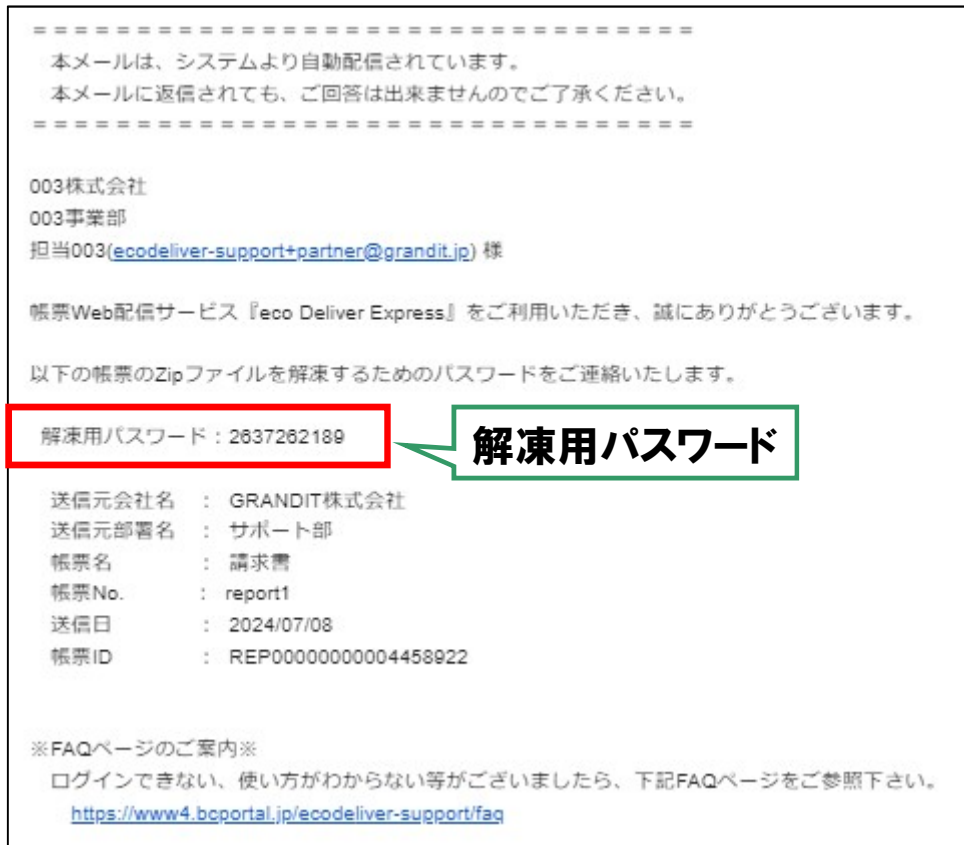 ＝＝＝＝＝＝＝＝＝＝＝＝＝＝＝＝＝＝＝＝＝＝＝＝＝＝＝＝＝＝＝＝＝
本メールは、システムより自動配信されています。
本メールに返信されても、ご回答は出来ませんのでご了承ください。
＝＝＝＝＝＝＝＝＝＝＝＝＝＝＝＝＝＝＝＝＝＝＝＝＝＝＝＝＝＝＝＝＝
003株式会社
003事業部
担当003(ecodeliver-support+partner@grandit.jp) 様
帳票Web配信サービス『eco Deliver Express』をご利用いただき、誠にありがとうございます。
以下の帳票のZipファイルを解凍するためのパスワードをご連絡いたします。
解凍用パスワード：2637262189
解凍用パスワード
送信元会社名 ： GRANDIT株式会社
送信元部署名 ： サポート部
帳票名 ： 請求書
帳票No. ： report1
送信日 ： 2024/07/08
帳票ID ： REP00000000004458922
※FAQページのご案内※
ログインできない、使い方がわからない等がございましたら、下記FAQページをご参照下さい。
https://www4.bcportal.jp/ecodeliver-support/faq